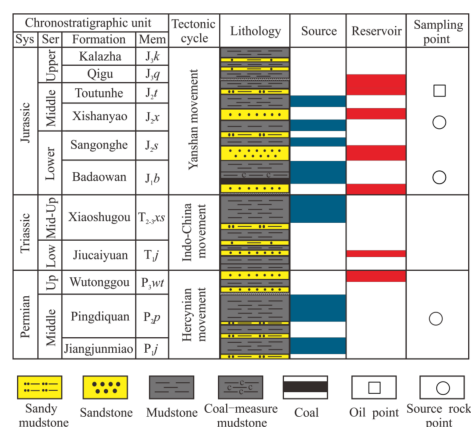 Chronostratigraphic unit Tectonic cycle Lithology Source Reservoir Sampling point
Sys Ser Formation Mem
Jurassic Upper Kalazha J₃k Yanshan movement
Qigu J₃q
Middle Toutunhe J₂t
Xishanyao J₂x
Lower Sangonghe J₂s
Badaowan J₁b
Triassic Mid-Up Xiaoshugou T₂₋₃xs Indo-China movement
Low Jiucaiyuan T₁j
Permian Up Wutonggou P₃wt Hercynian movement
Middle Pingdiquan P₂p
Jiangjunmiao P₁j
Sandy mudstone
Sandstone
Mudstone
Coal-measure mudstone
Coal
Oil point
Source rock point